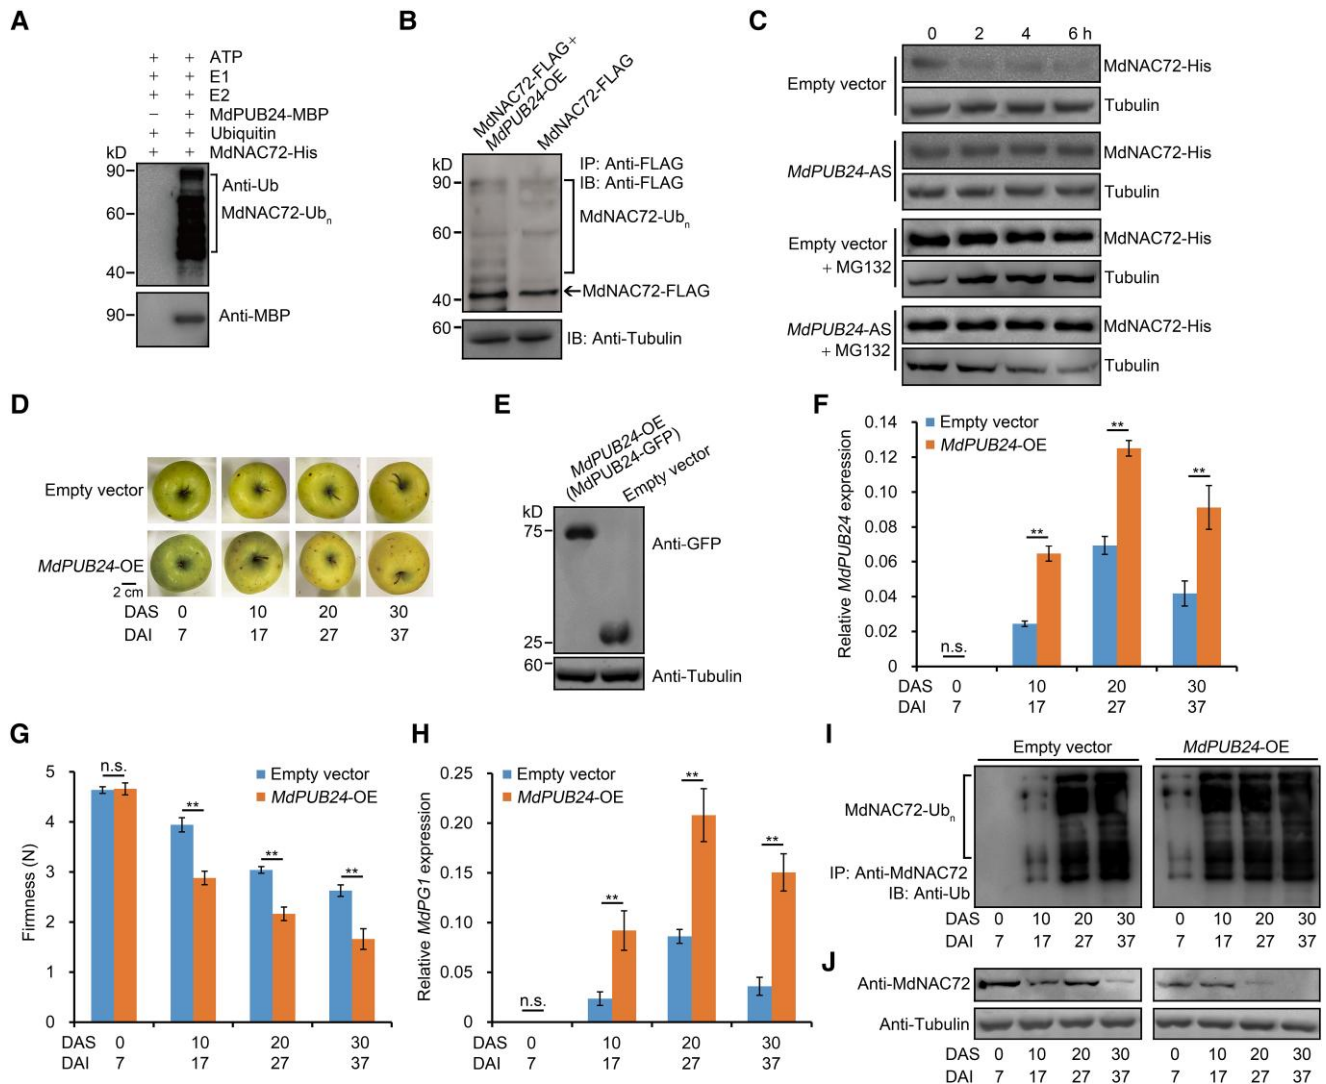 A
+ + ATP
+ + E1
+ + E2
− + MdPUB24-MBP
+ + Ubiquitin
kD + + MdNAC72-His
90
Anti-Ub
60
MdNAC72-Ubn
40
90
Anti-MBP
B
MdNAC72-FLAG+
MdPUB24-OE
MdNAC72-FLAG
kD
IP: Anti-FLAG
90
IB: Anti-FLAG
MdNAC72-Ubn
60
40
MdNAC72-FLAG
60
IB: Anti-Tubulin
C
0 2 4 6 h
Empty vector
MdNAC72-His
Tubulin
MdPUB24-AS
MdNAC72-His
Tubulin
Empty vector
+ MG132
MdNAC72-His
Tubulin
MdPUB24-AS
+ MG132
MdNAC72-His
Tubulin
D
Empty vector
MdPUB24-OE
2 cm
DAS 0 10 20 30
DAI 7 17 27 37
E
MdPUB24-OE
(MdPUB24-GFP)
Empty vector
kD
75
Anti-GFP
25
60
Anti-Tubulin
F
Relative MdPUB24 expression
Empty vector
MdPUB24-OE
0.14
0.12
0.10
0.08
0.06
0.04
0.02
0
n.s.
**
**
**
DAS 0 10 20 30
DAI 7 17 27 37
G
Firmness (N)
Empty vector
MdPUB24-OE
5
4
3
2
1
0
n.s.
**
**
**
DAS 0 10 20 30
DAI 7 17 27 37
H
Relative MdPG1 expression
Empty vector
MdPUB24-OE
0.25
0.20
0.15
0.10
0.05
0
n.s.
**
**
**
DAS 0 10 20 30
DAI 7 17 27 37
I
Empty vector
MdPUB24-OE
MdNAC72-Ubn
IP: Anti-MdNAC72
IB: Anti-Ub
DAS 0 10 20 30 0 10 20 30
DAI 7 17 27 37 7 17 27 37
J
Anti-MdNAC72
Anti-Tubulin
DAS 0 10 20 30 0 10 20 30
DAI 7 17 27 37 7 17 27 37